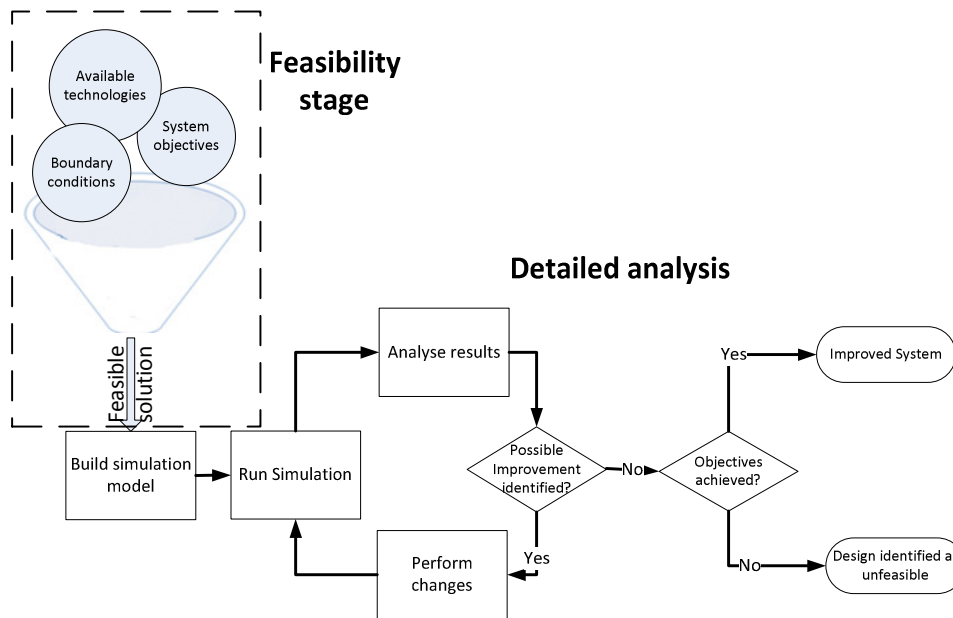 Feasibility
stage
Available
technologies
System
objectives
Boundary
conditions
Feasible
solution
Detailed analysis
Build simulation
model
Run Simulation
Analyse results
Possible
Improvement
identified?
Yes
Perform
changes
No
Objectives
achieved?
Yes
Improved System
No
Design identified a
unfeasible